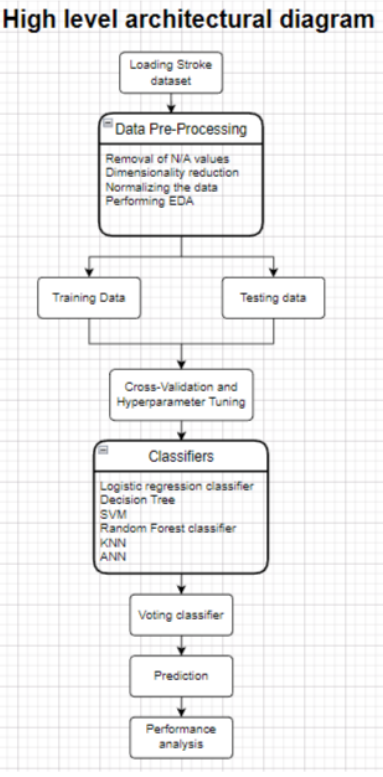 High level architectural diagram
Loading Stroke
dataset
Data Pre-Processing
Removal of N/A values
Dimensionality reduction
Normalizing the data
Performing EDA
Training Data
Testing data
Cross-Validation and
Hyperparameter Tuning
Classifiers
Logistic regression classifier
Decision Tree
SVM
Random Forest classifier
KNN
ANN
Voting classifier
Prediction
Performance
analysis